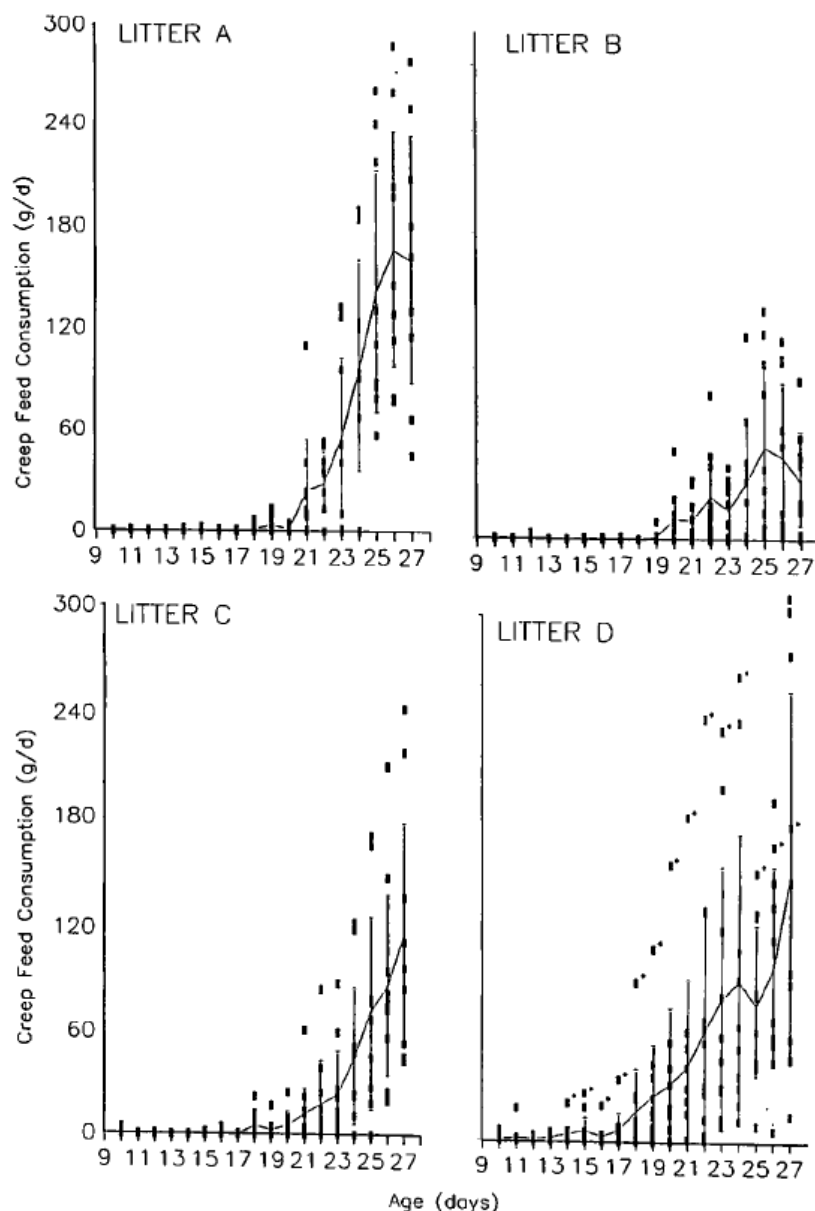 LITTER A
LITTER B
Creep Feed Consumption (g/d)
300
240
180
120
60
0
9 11 13 15 17 19 21 23 25 27
9 11 13 15 17 19 21 23 25 27
LITTER C
LITTER D
Creep Feed Consumption (g/d)
300
240
180
120
60
0
9 11 13 15 17 19 21 23 25 27
9 11 13 15 17 19 21 23 25 27
Age (days)